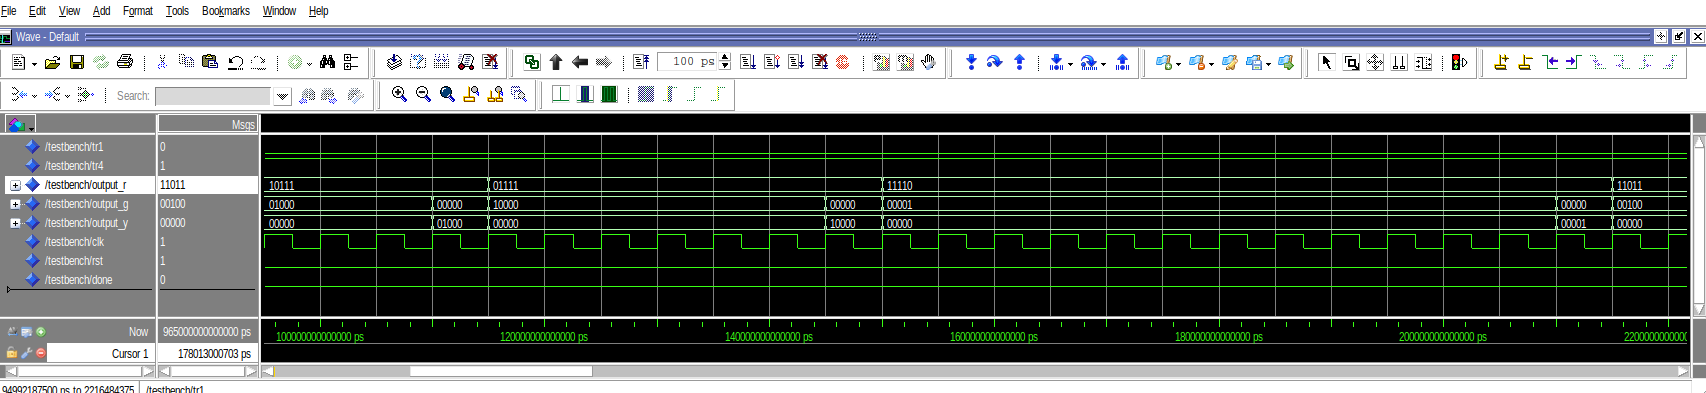 File Edit View Add Format Tools Bookmarks Window Help
Wave - Default
100 ps
Search:
Msgs
/testbench/tr1 0
/testbench/tr4 1
/testbench/output_r 11011 10111 01111 11110 11011
/testbench/output_g 00100 01000 00000 10000 00000 00001 00000 00100
/testbench/output_y 00000 00000 01000 00000 10000 00000 00001 00000
/testbench/clk 1
/testbench/rst 1
/testbench/done 0
Now 965000000000000 ps 100000000000000 ps 120000000000000 ps 140000000000000 ps 160000000000000 ps 180000000000000 ps 200000000000000 ps
Cursor 1 178013000703 ps
94992187500 ps to 2216484375 /testbench/tr1